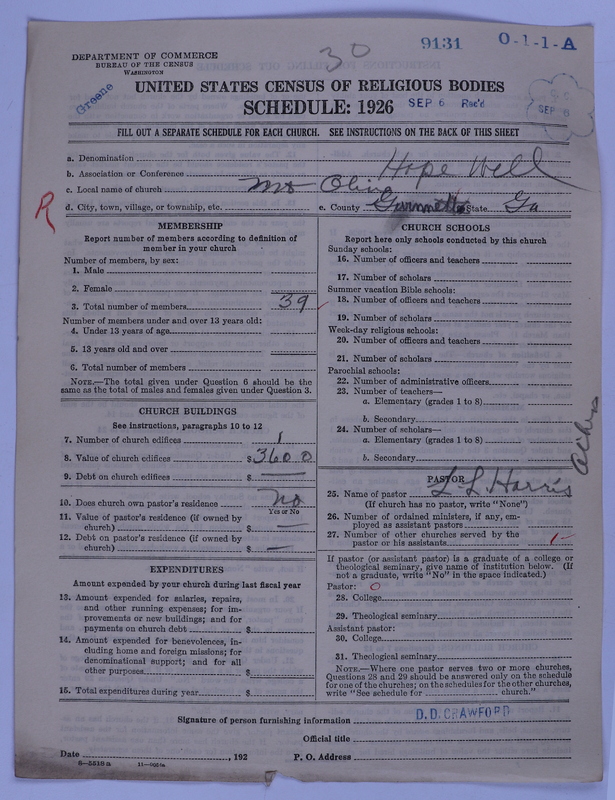 30
9131 O-1-1-A
DEPARTMENT OF COMMERCE
BUREAU OF THE CENSUS
WASHINGTON
Greene
UNITED STATES CENSUS OF RELIGIOUS BODIES
SCHEDULE: 1926 SEP 6 Rec'd
SEP 6
FILL OUT A SEPARATE SCHEDULE FOR EACH CHURCH. SEE INSTRUCTIONS ON THE BACK OF THIS SHEET
a. Denomination
b. Association or Conference Hope Well
c. Local name of church Mt Olive
R
d. City, town, village, or township, etc. e. County Gwinnett State Ga
MEMBERSHIP
Report number of members according to definition of
member in your church
Number of members, by sex:
1. Male
2. Female
3. Total number of members 39
Number of members under and over 13 years old:
4. Under 13 years of age
5. 13 years old and over
6. Total number of members
NOTE.—The total given under Question 6 should be the
same as the total of males and females given under Question 3.
CHURCH BUILDINGS
See instructions, paragraphs 10 to 12
7. Number of church edifices 1
8. Value of church edifices $3600
9. Debt on church edifices $ —
10. Does church own pastor's residence No
Yes or No
11. Value of pastor's residence (if owned by
church) $ —
12. Debt on pastor's residence (if owned by
church) $ —
EXPENDITURES
Amount expended by your church during last fiscal year
13. Amount expended for salaries, repairs,
and other running expenses; for im-
provements or new buildings; and for
payments on church debt $
14. Amount expended for benevolences, in-
cluding home and foreign missions; for
denominational support; and for all
other purposes $
15. Total expenditures during year $
CHURCH SCHOOLS
Report here only schools conducted by this church
Sunday schools:
16. Number of officers and teachers
17. Number of scholars
Summer vacation Bible schools:
18. Number of officers and teachers
19. Number of scholars
Week-day religious schools:
20. Number of officers and teachers
21. Number of scholars
Parochial schools:
22. Number of administrative officers
23. Number of teachers—
a. Elementary (grades 1 to 8)
b. Secondary
24. Number of scholars—
a. Elementary (grades 1 to 8)
b. Secondary
PASTOR
25. Name of pastor L. L. Harris
(If church has no pastor, write "None")
26. Number of ordained ministers, if any, em-
ployed as assistant pastors
27. Number of other churches served by the
pastor or his assistants 1-
If pastor (or assistant pastor) is a graduate of a college or
theological seminary, give name of institution below. (If
not a graduate, write "No" in the space indicated.)
Pastor: O
28. College
29. Theological seminary
Assistant pastor:
30. College
31. Theological seminary
NOTE.—Where one pastor serves two or more churches,
Questions 28 and 29 should be answered only on the schedule
for one of the churches; on the schedules for the other churches,
write "See schedule for church."
Signature of person furnishing information D. D. CRAWFORD
Official title
Date , 192 P. O. Address
8—5518 a